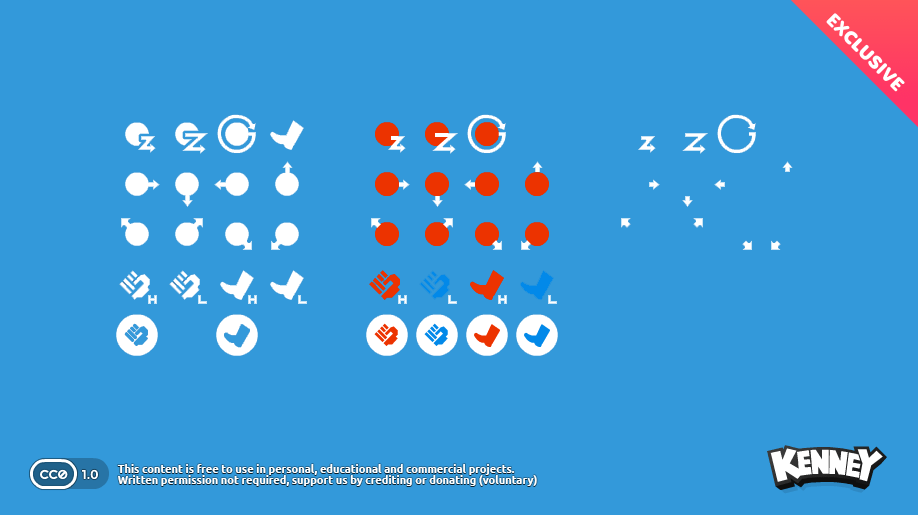 EXCLUSIVE
H L H L
H L H L
CC0 1.0
This content is free to use in personal, educational and commercial projects.
Written permission not required, support us by crediting or donating (voluntary)
KENNEY